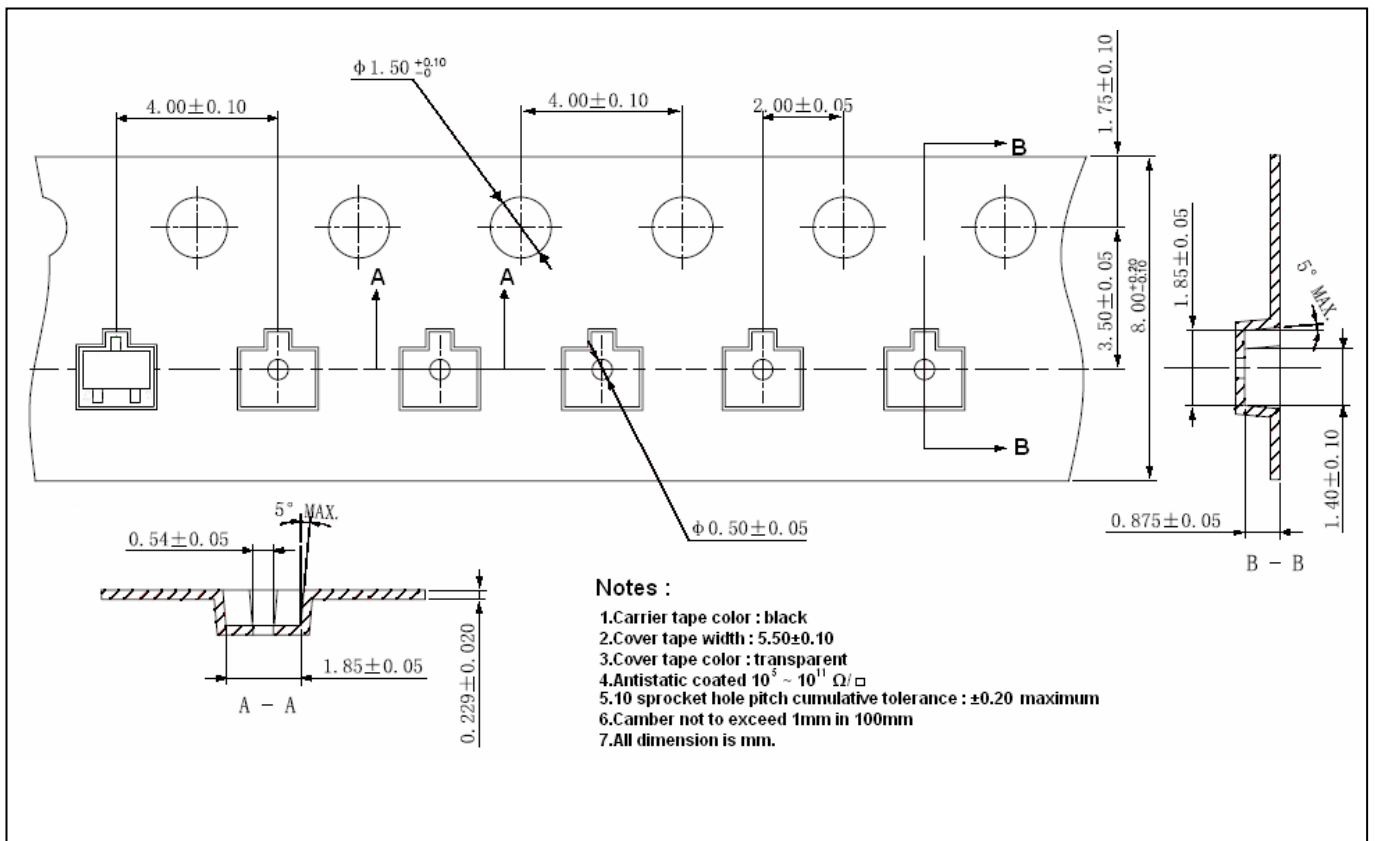 φ1.50 +0.10 -0
4.00±0.10
4.00±0.10
2.00±0.05
1.75±0.10
B
A
A
3.50±0.05
8.00 +0.20 -0.10
1.85±0.05
5° MAX.
B
1.40±0.10
0.875±0.05
B - B
5° MAX.
0.54±0.05
φ0.50±0.05
1.85±0.05
0.229±0.020
A - A
Notes :
1.Carrier tape color : black
2.Cover tape width : 5.50±0.10
3.Cover tape color : transparent
4.Antistatic coated 10⁵ ~ 10¹¹ Ω/□
5.10 sprocket hole pitch cumulative tolerance : ±0.20 maximum
6.Camber not to exceed 1mm in 100mm
7.All dimension is mm.